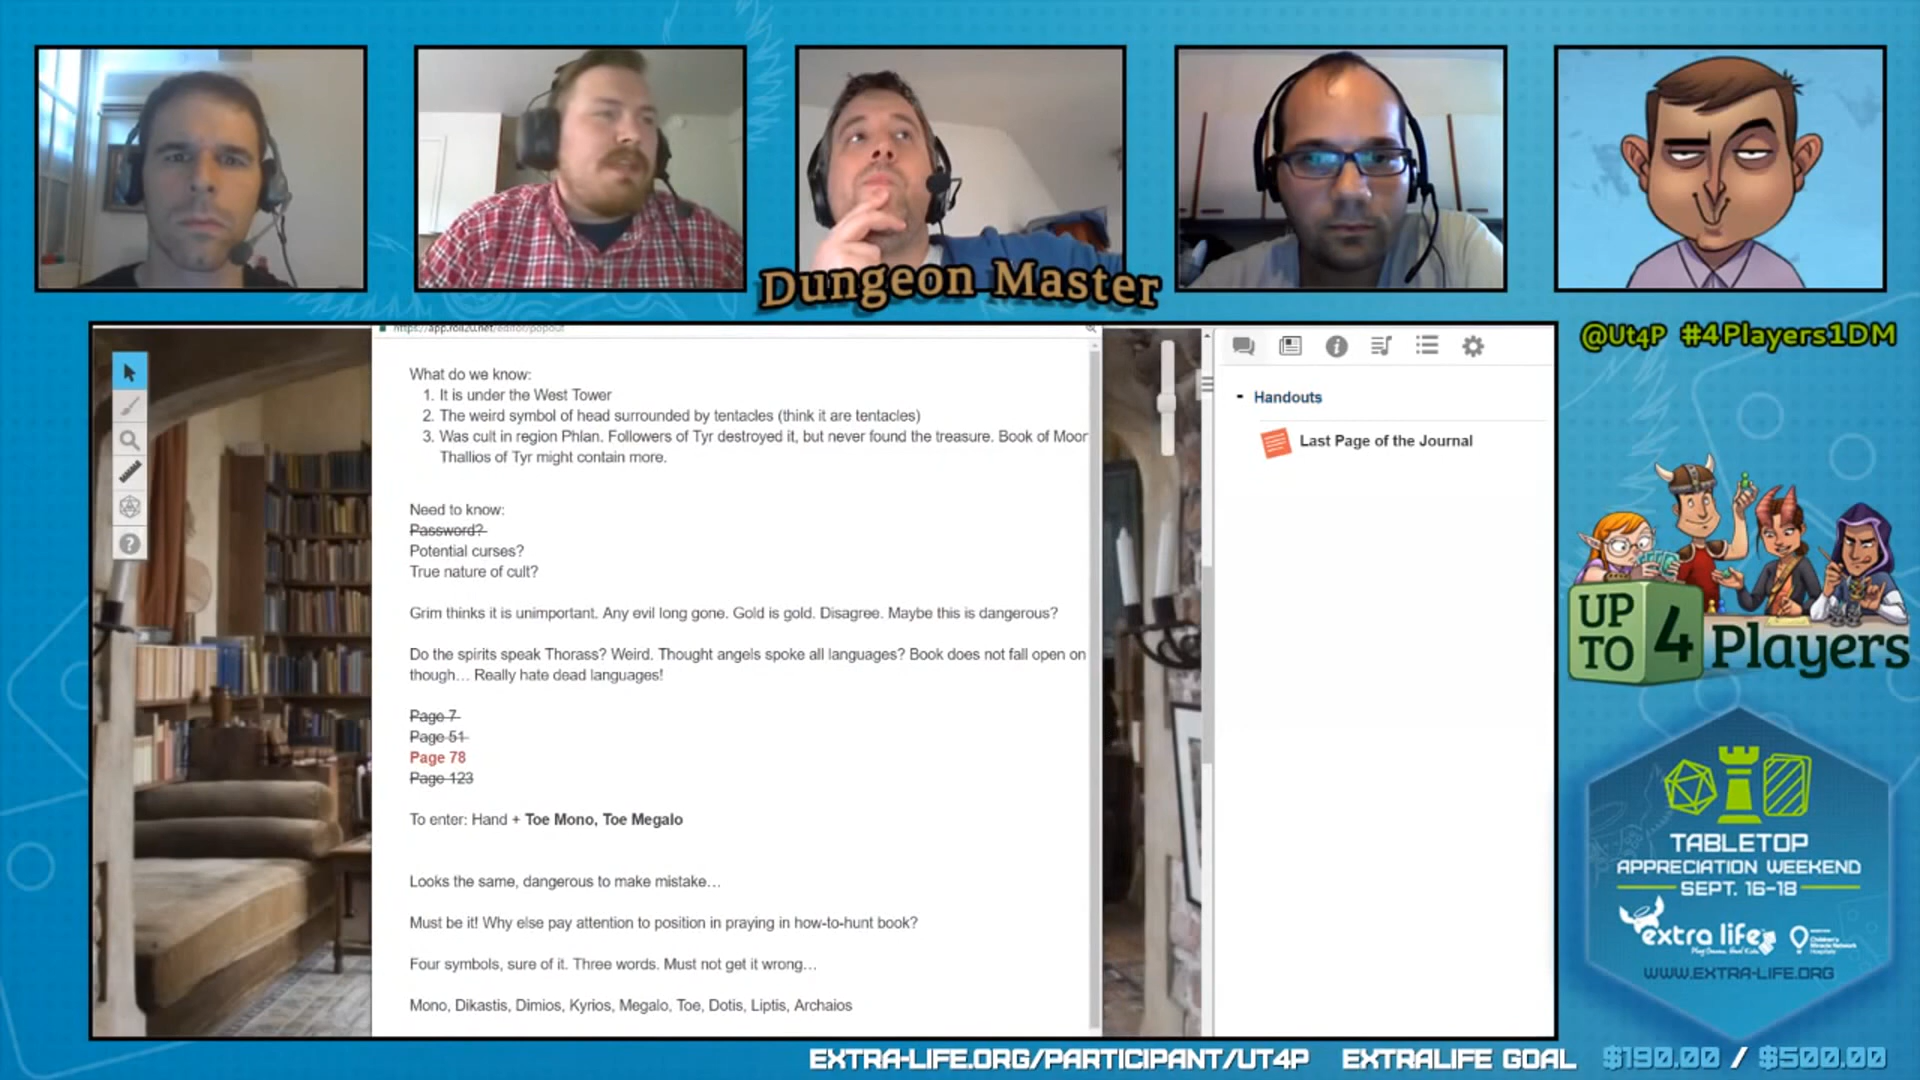 Dungeon Master
@Ut4P #4Players1DM
https://app.roll20.net/editor/popout
What do we know:
1. It is under the West Tower
2. The weird symbol of head surrounded by tentacles (think it are tentacles)
3. Was cult in region Phlan. Followers of Tyr destroyed it, but never found the treasure. Book of Moor
Thallios of Tyr might contain more.
Need to know:
Password?
Potential curses?
True nature of cult?
Grim thinks it is unimportant. Any evil long gone. Gold is gold. Disagree. Maybe this is dangerous?
Do the spirits speak Thorass? Weird. Thought angels spoke all languages? Book does not fall open on
though... Really hate dead languages!
Page 7
Page 51
Page 78
Page 123
To enter: Hand + Toe Mono, Toe Megalo
Looks the same, dangerous to make mistake...
Must be it! Why else pay attention to position in praying in how-to-hunt book?
Four symbols, sure of it. Three words. Must not get it wrong...
Mono, Dikastis, Dimios, Kyrios, Megalo, Toe, Dotis, Liptis, Archaios
Handouts
Last Page of the Journal
UP TO 4 Players
TABLETOP
APPRECIATION WEEKEND
SEPT. 16-18
extra life
WWW.EXTRA-LIFE.ORG
EXTRA-LIFE.ORG/PARTICIPANT/UT4P EXTRALIFE GOAL $190.00 / $500.00